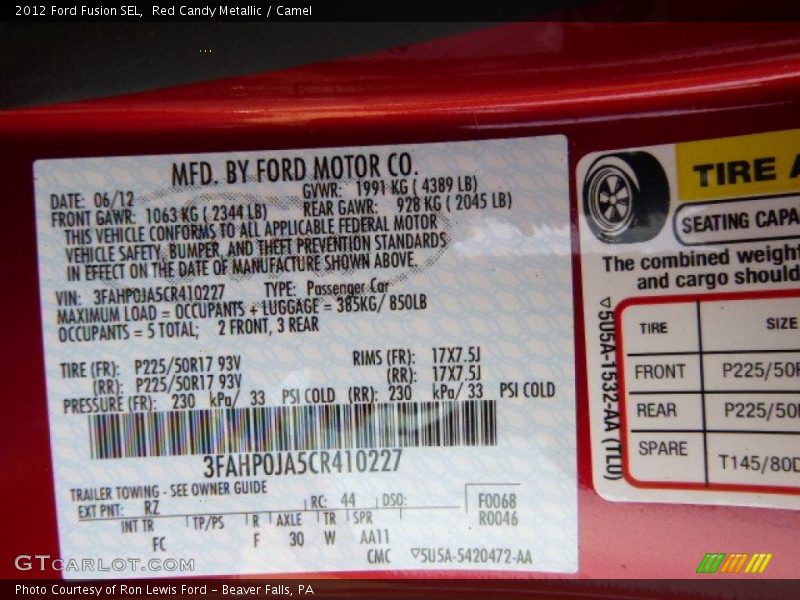 2012 Ford Fusion SEL,  Red Candy Metallic / Camel
MFD. BY FORD MOTOR CO.
DATE: 06/12
GVWR: 1991 KG ( 4389 LB)
FRONT GAWR: 1063 KG ( 2344 LB)
REAR GAWR: 928 KG ( 2045 LB)
THIS VEHICLE CONFORMS TO ALL APPLICABLE FEDERAL MOTOR
VEHICLE SAFETY, BUMPER, AND THEFT PREVENTION STANDARDS
IN EFFECT ON THE DATE OF MANUFACTURE SHOWN ABOVE.
VIN: 3FAHP0JA5CR410227 TYPE: Passenger Car
MAXIMUM LOAD = OCCUPANTS + LUGGAGE = 385KG/ 850LB
OCCUPANTS = 5 TOTAL; 2 FRONT, 3 REAR
TIRE (FR): P225/50R17 93V RIMS (FR): 17X7.5J
(RR): P225/50R17 93V (RR): 17X7.5J
PRESSURE (FR): 230 kPa/ 33 PSI COLD (RR): 230 kPa/ 33 PSI COLD
3FAHP0JA5CR410227
TRAILER TOWING - SEE OWNER GUIDE
EXT PNT: RZ RC: 44 DSO: F0068
R0046
INT TR TP/PS R AXLE TR SPR
FC F 30 W AA11
CMC ▽5U5A-5420472-AA
TIRE A
SEATING CAPA
The combined weight
and cargo should
▽5U5A-1532-AA (TL0)
TIRE SIZE
FRONT P225/50R
REAR P225/50R
SPARE T145/80D
GTCARLOT.COM
Photo Courtesy of Ron Lewis Ford - Beaver Falls, PA